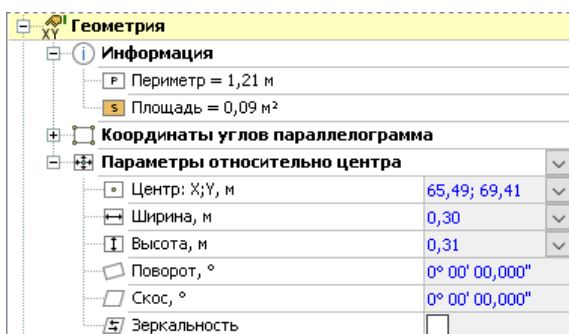 XY Геометрия
i Информация
P Периметр = 1,21 м
S Площадь = 0,09 м²
Координаты углов параллелограмма
Параметры относительно центра
Центр: X;Y, м 65,49; 69,41
Ширина, м 0,30
Высота, м 0,31
Поворот, ° 0° 00' 00,000"
Скос, ° 0° 00' 00,000"
Зеркальность